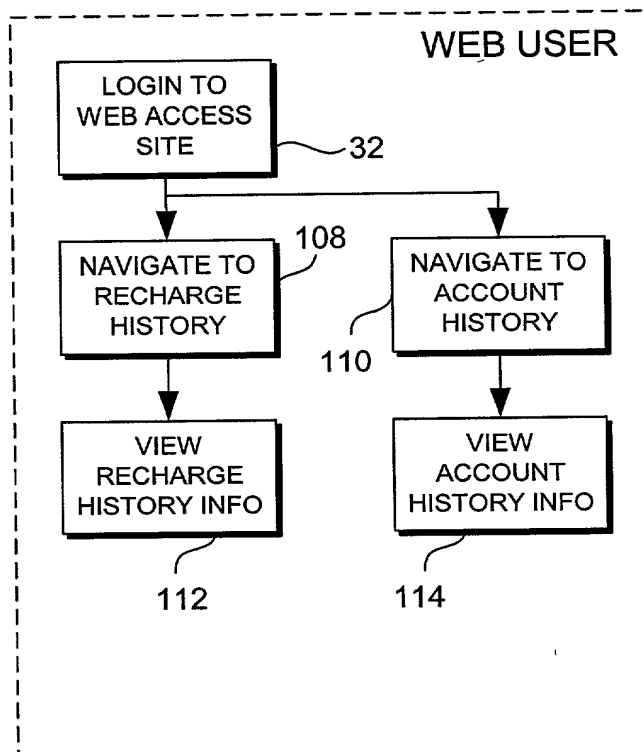 WEB USER
LOGIN TO
WEB ACCESS
SITE
32
NAVIGATE TO
RECHARGE
HISTORY
108
NAVIGATE TO
ACCOUNT
HISTORY
110
VIEW
RECHARGE
HISTORY INFO
112
VIEW
ACCOUNT
HISTORY INFO
114